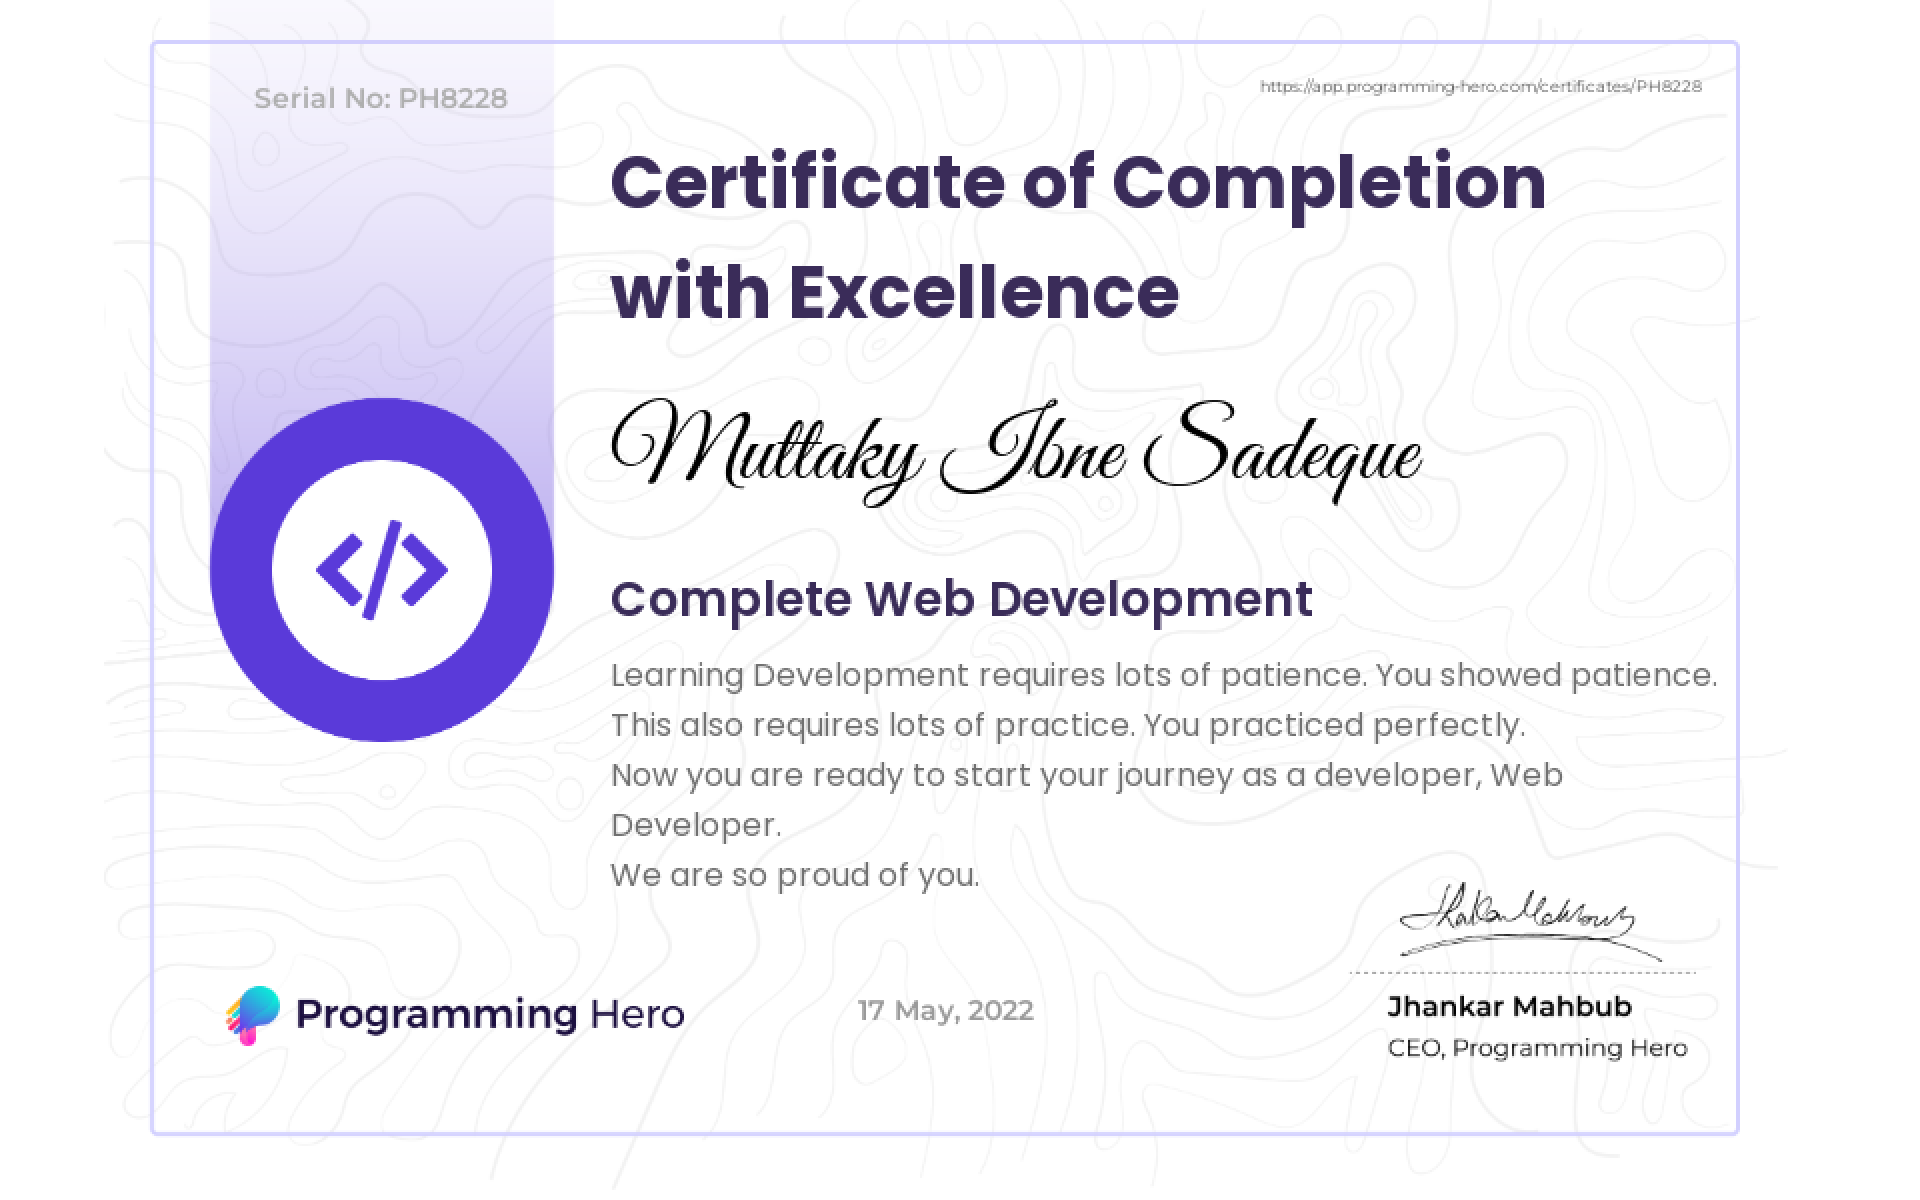 Serial No: PH8228
https://app.programming-hero.com/certificates/PH8228
Certificate of Completion
with Excellence
Muttaky Ibne Sadeque
</>
Complete Web Development
Learning Development requires lots of patience. You showed patience.
This also requires lots of practice. You practiced perfectly.
Now you are ready to start your journey as a developer, Web
Developer.
We are so proud of you.
Jhankar Mahbub
Programming Hero
17 May, 2022
Jhankar Mahbub
CEO, Programming Hero